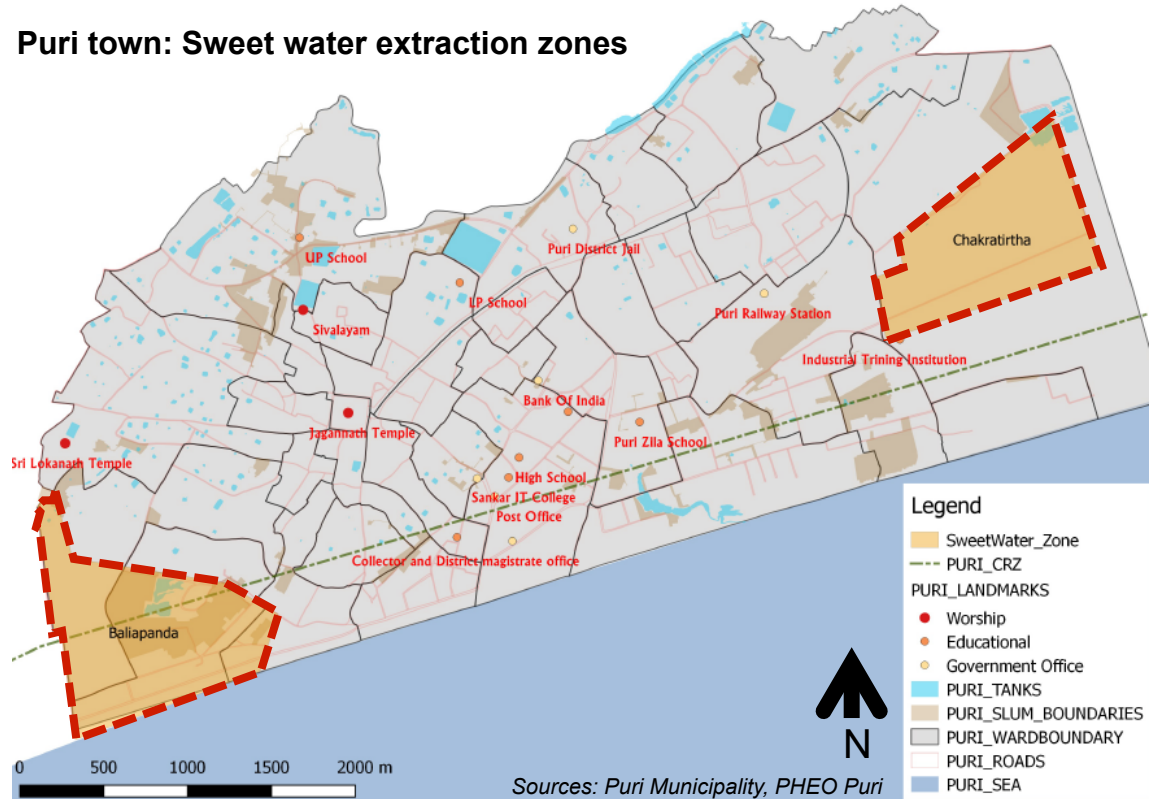 Puri town: Sweet water extraction zones
Chakratirtha
Puri District Jail
UP School
LP School
Puri Railway Station
Sivalayam
Industrial Trining Institution
Bank Of India
Jagannath Temple
Puri Zila School
Sri Lokanath Temple
High School
Sankar JT College
Post Office
Collector and District magistrate office
Baliapanda
Legend
SweetWater_Zone
PURI_CRZ
PURI_LANDMARKS
Worship
Educational
Government Office
PURI_TANKS
PURI_SLUM_BOUNDARIES
PURI_WARDBOUNDARY
PURI_ROADS
PURI_SEA
N
0 500 1000 1500 2000 m
Sources: Puri Municipality, PHEO Puri